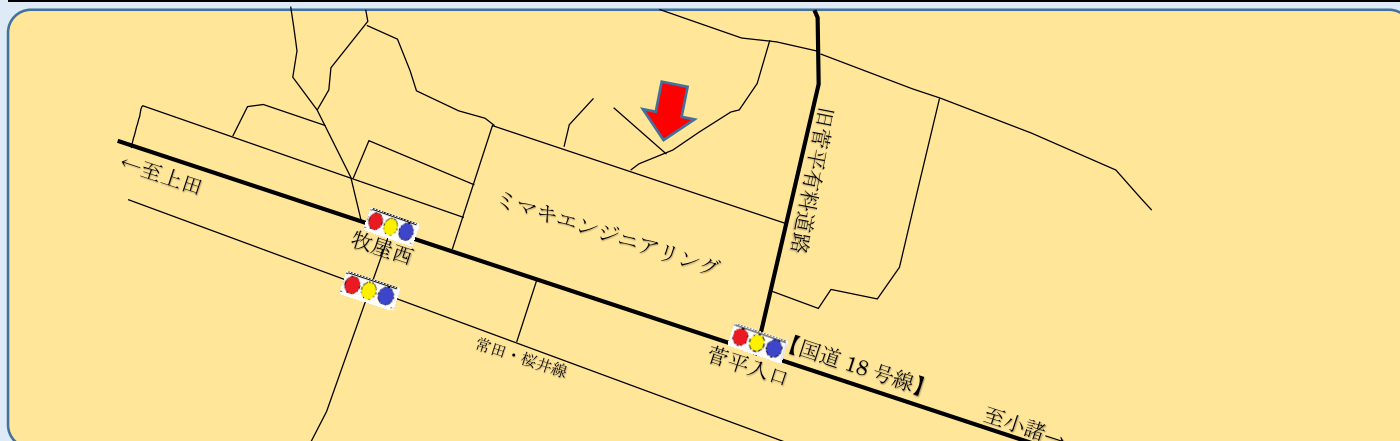 旧菅平有料道路
←至上田
ミマキエンジニアリング
牧屋西
常田・桜井線
【国道 18 号線】
菅平入口
至小諸→